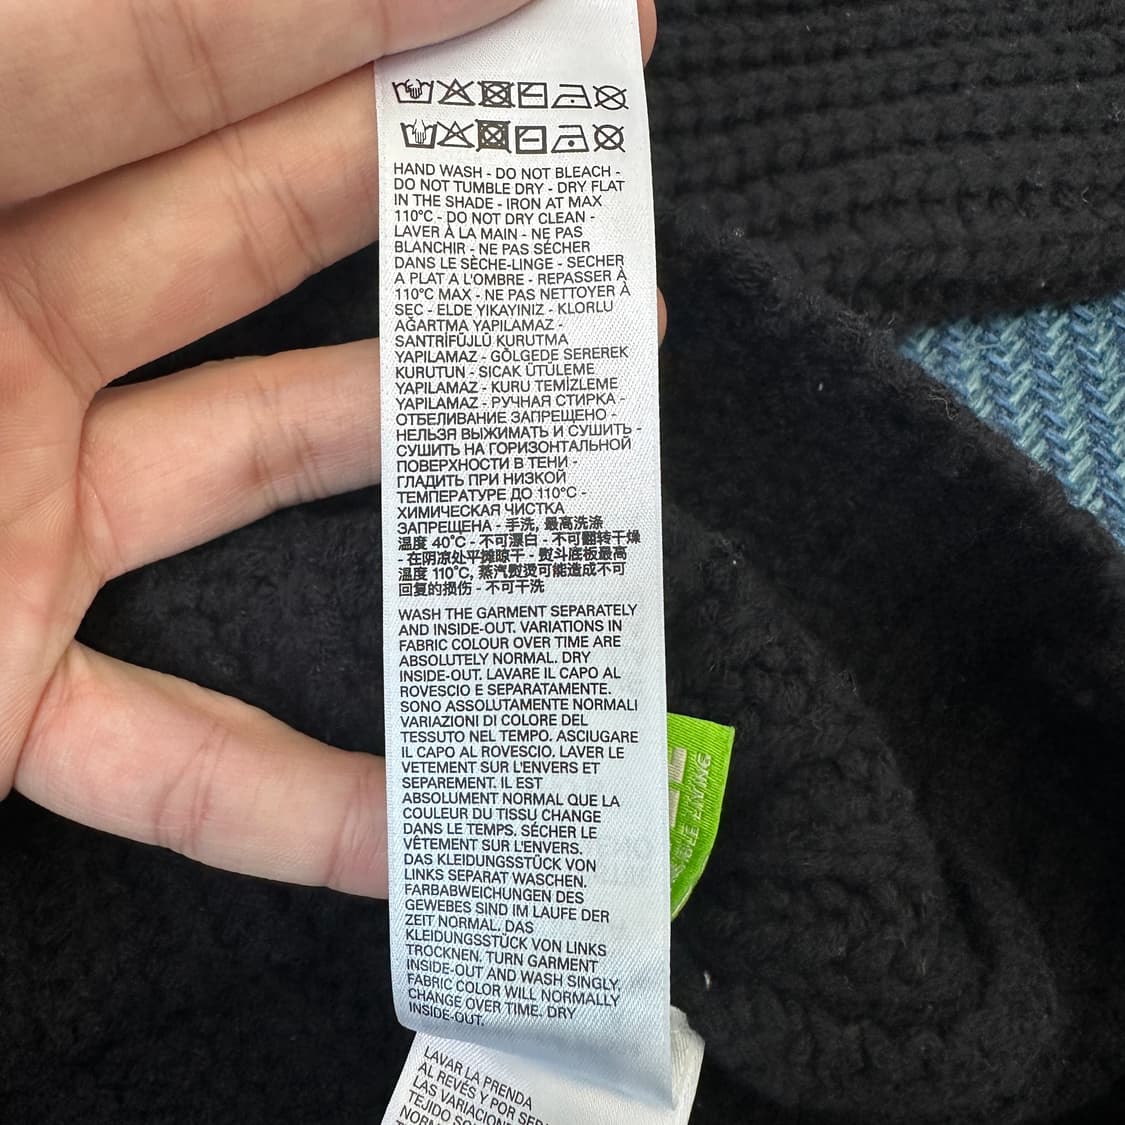 HAND WASH - DO NOT BLEACH -
DO NOT TUMBLE DRY - DRY FLAT
IN THE SHADE - IRON AT MAX
110°C - DO NOT DRY CLEAN -
LAVER À LA MAIN - NE PAS
BLANCHIR - NE PAS SÉCHER
DANS LE SÈCHE-LINGE - SECHER
A PLAT A L'OMBRE - REPASSER À
110°C MAX - NE PAS NETTOYER À
SEC - ELDE YIKAYINIZ - KLORLU
AĞARTMA YAPILAMAZ -
SANTRİFÜJLÜ KURUTMA
YAPILAMAZ - GÖLGEDE SEREREK
KURUTUN - SICAK ÜTÜLEME
YAPILAMAZ - KURU TEMİZLEME
YAPILAMAZ - РУЧНАЯ СТИРКА -
ОТБЕЛИВАНИЕ ЗАПРЕЩЕНО -
НЕЛЬЗЯ ВЫЖИМАТЬ И СУШИТЬ -
СУШИТЬ НА ГОРИЗОНТАЛЬНОЙ
ПОВЕРХНОСТИ В ТЕНИ -
ГЛАДИТЬ ПРИ НИЗКОЙ
ТЕМПЕРАТУРЕ ДО 110°C -
ХИМИЧЕСКАЯ ЧИСТКА
ЗАПРЕЩЕНА - 手洗, 最高洗涤
温度 40°C - 不可漂白 - 不可翻转干燥
- 在阴凉处平摊晾干 - 熨斗底板最高
温度 110°C, 蒸汽熨烫可能造成不可
回复的损伤 - 不可干洗
WASH THE GARMENT SEPARATELY
AND INSIDE-OUT. VARIATIONS IN
FABRIC COLOUR OVER TIME ARE
ABSOLUTELY NORMAL. DRY
INSIDE-OUT. LAVARE IL CAPO AL
ROVESCIO E SEPARATAMENTE.
SONO ASSOLUTAMENTE NORMALI
VARIAZIONI DI COLORE DEL
TESSUTO NEL TEMPO. ASCIUGARE
IL CAPO AL ROVESCIO. LAVER LE
VETEMENT SUR L'ENVERS ET
SEPAREMENT. IL EST
ABSOLUMENT NORMAL QUE LA
COULEUR DU TISSU CHANGE
DANS LE TEMPS. SÉCHER LE
VÊTEMENT SUR L'ENVERS.
DAS KLEIDUNGSSTÜCK VON
LINKS SEPARAT WASCHEN.
FARBABWEICHUNGEN DES
GEWEBES SIND IM LAUFE DER
ZEIT NORMAL. DAS
KLEIDUNGSSTÜCK VON LINKS
TROCKNEN. TURN GARMENT
INSIDE-OUT AND WASH SINGLY.
FABRIC COLOR WILL NORMALLY
CHANGE OVER TIME. DRY
INSIDE-OUT.
LAVAR LA PRENDA
AL REVÉS Y POR
LAS
TEJIDO